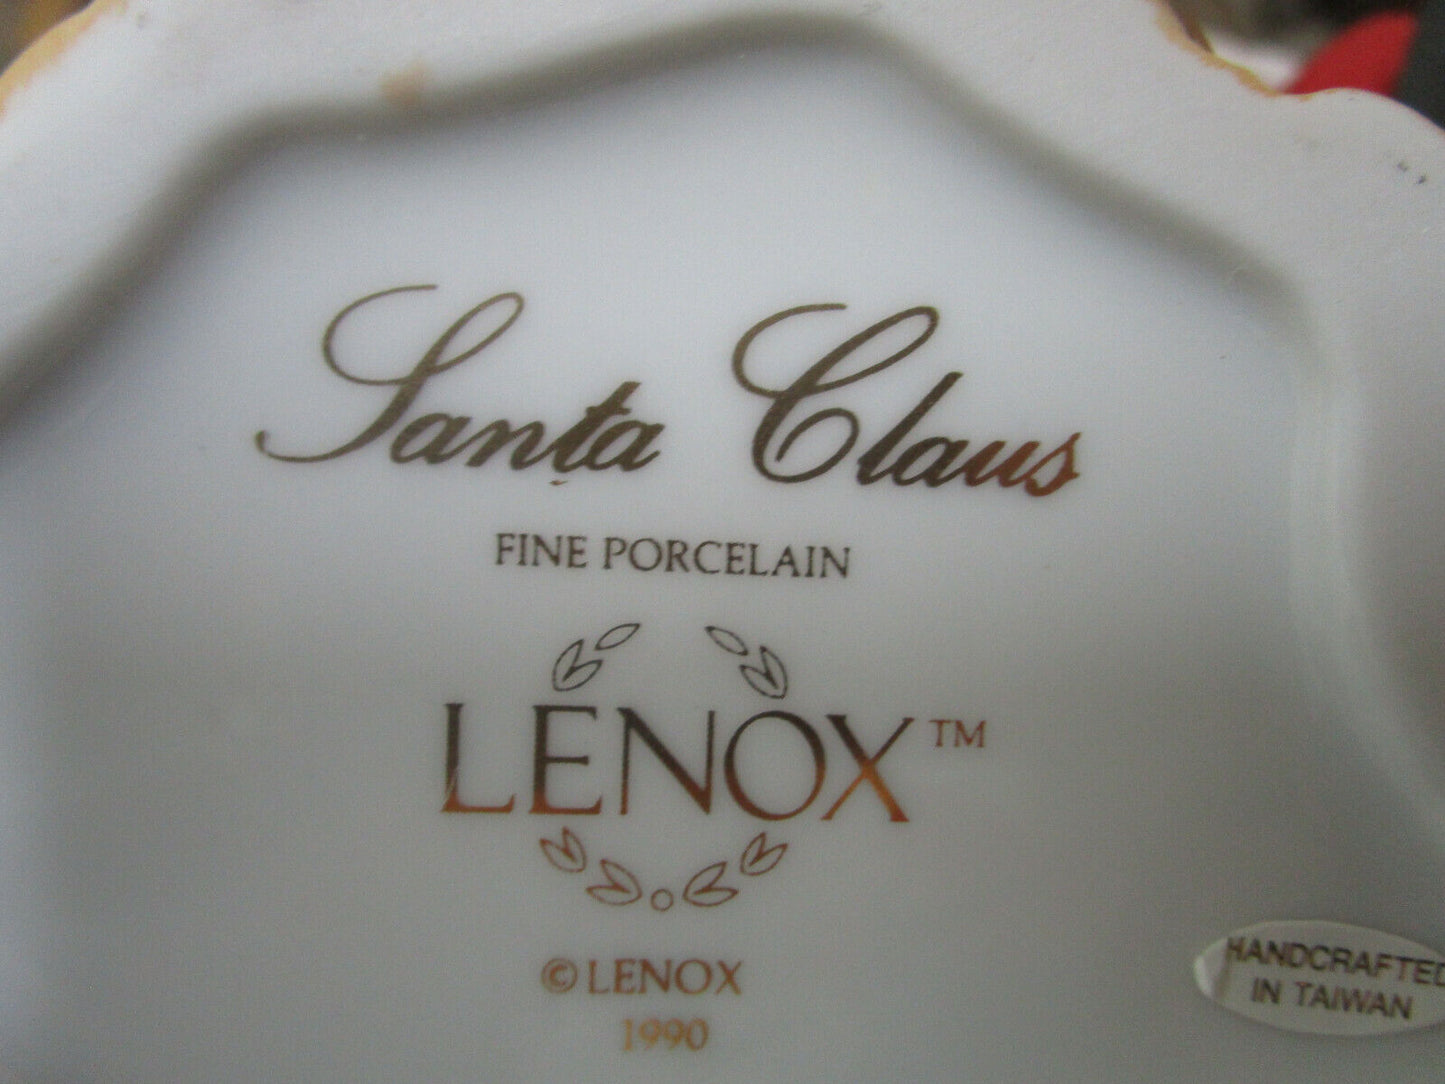 Santa Claus
FINE PORCELAIN
LENOX™
© LENOX
1990
HANDCRAFTED
IN TAIWAN